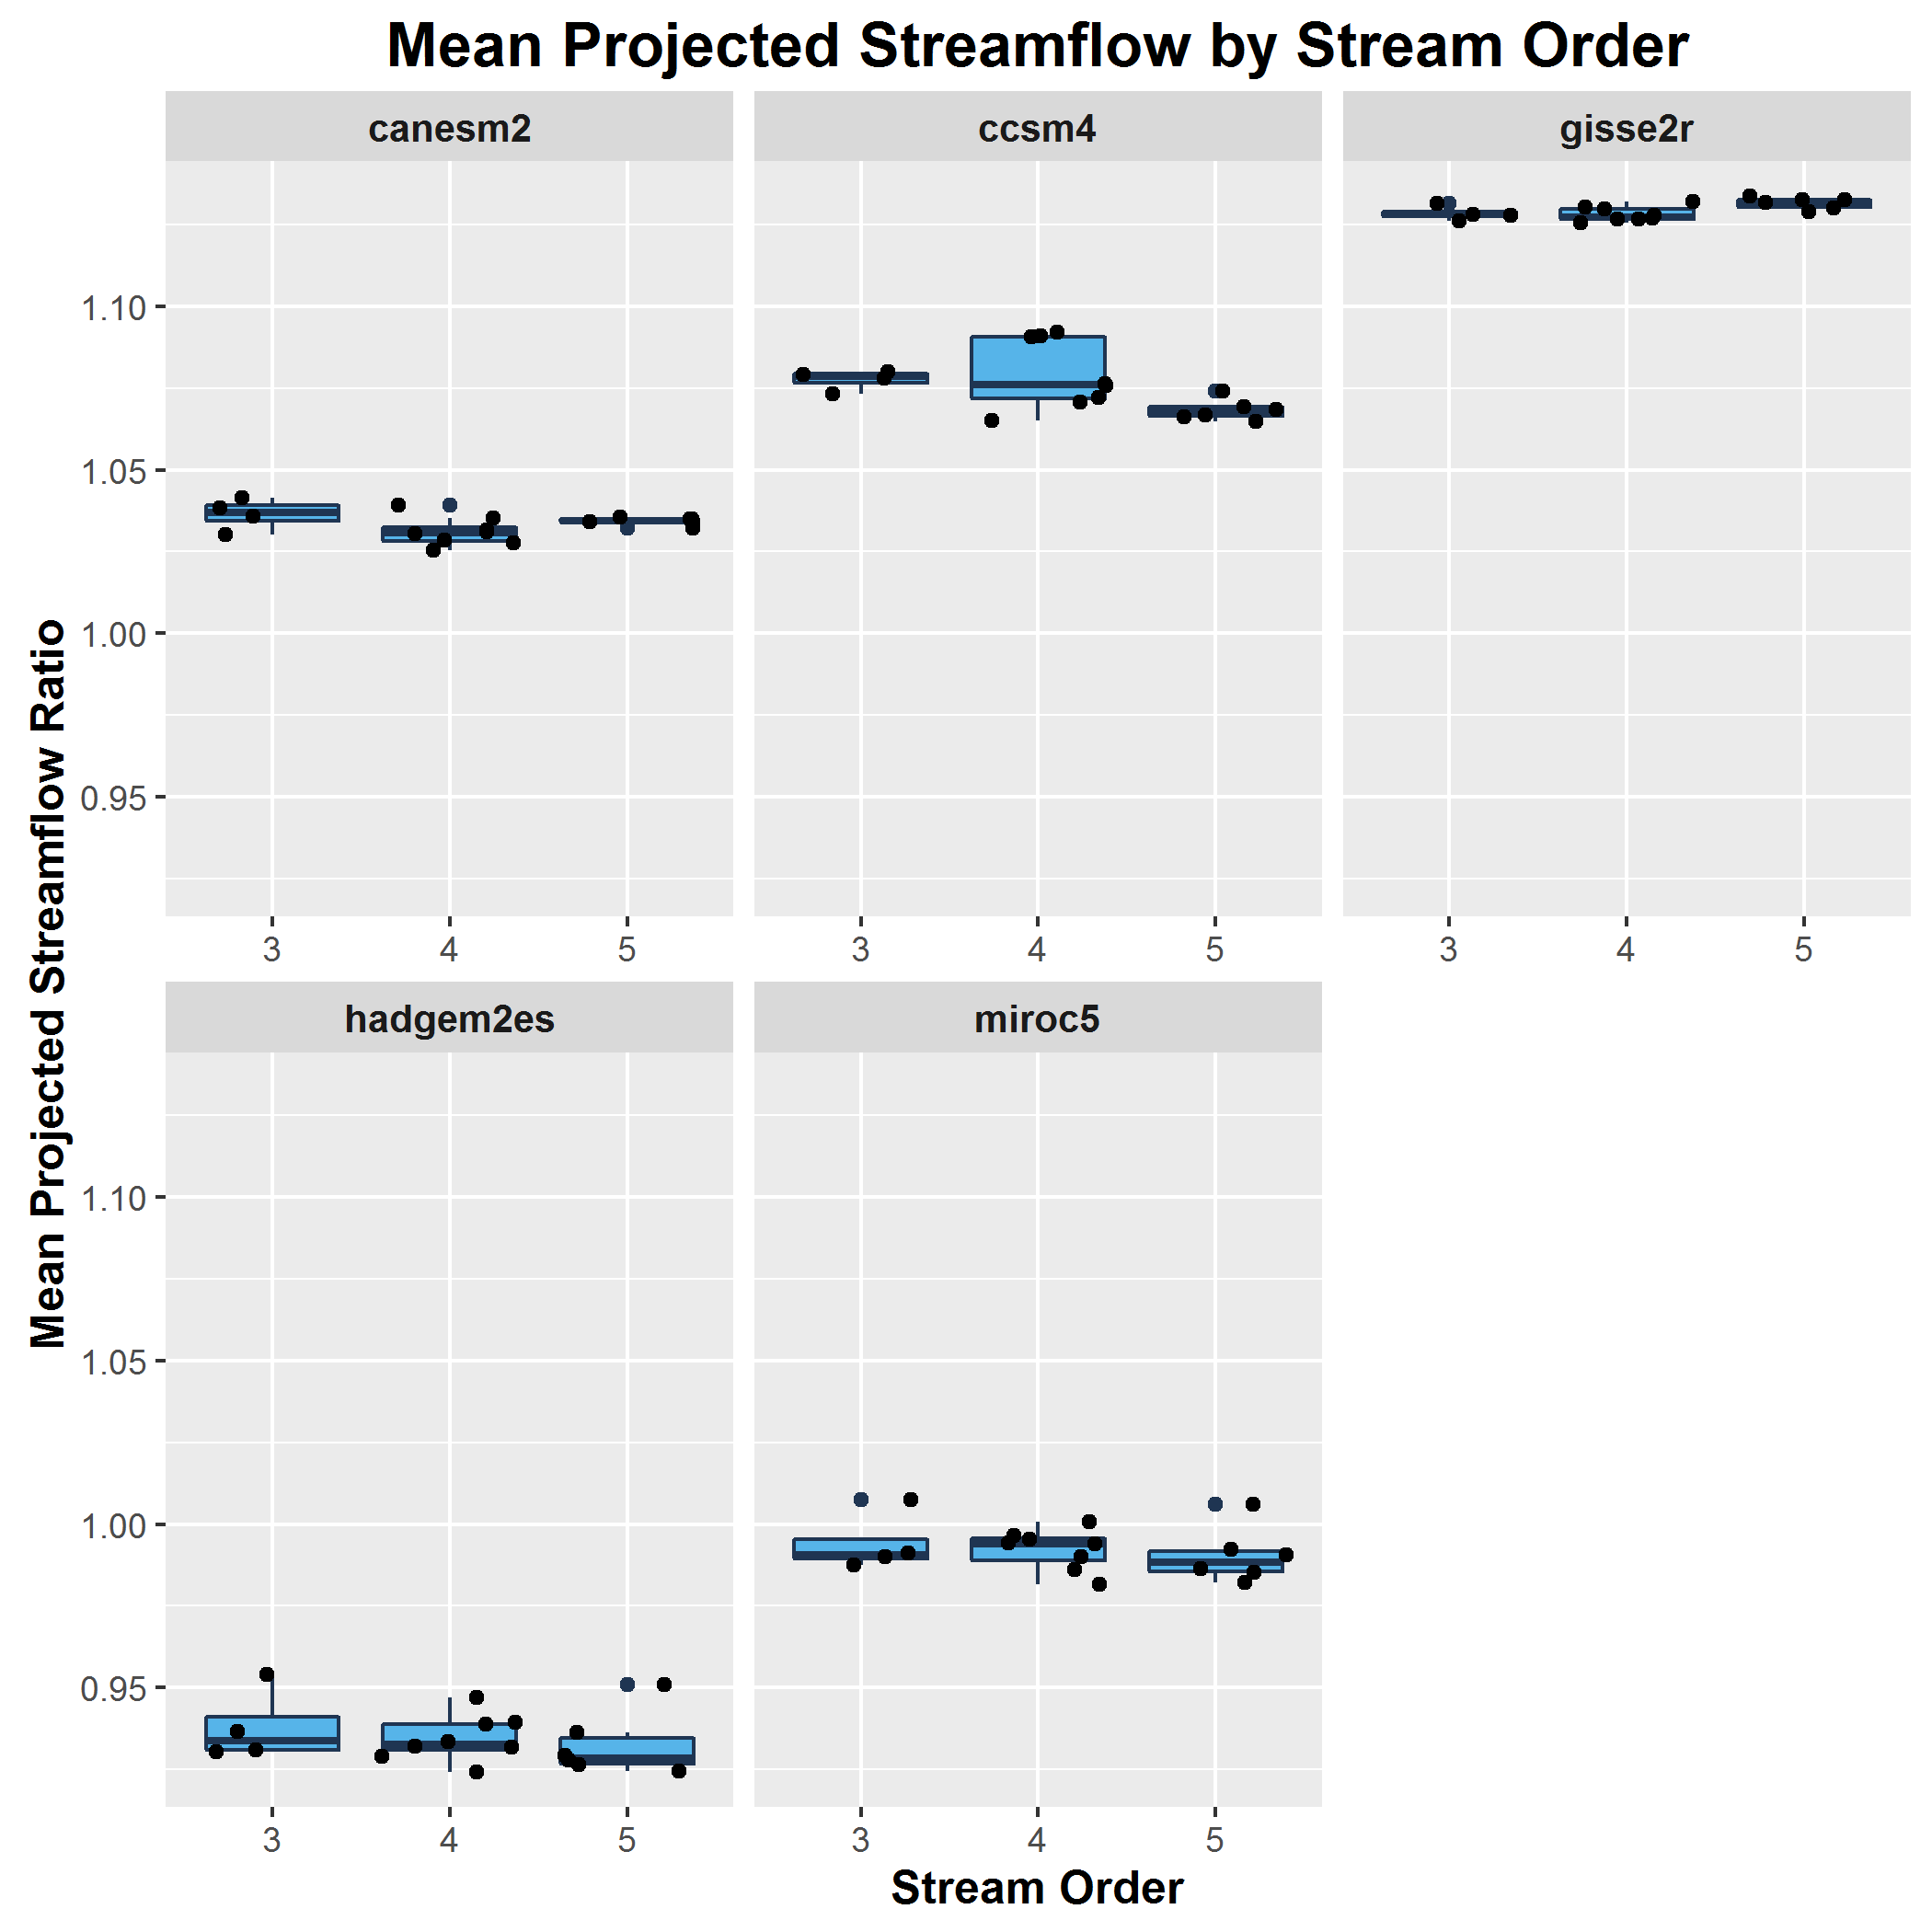 Mean Projected Streamflow by Stream Order
canesm2
ccsm4
gisse2r
Mean Projected Streamflow Ratio
1.10
1.05
1.00
0.95
3 4 5
3 4 5
3 4 5
hadgem2es
miroc5
1.10
1.05
1.00
0.95
3 4 5
3 4 5
Stream Order